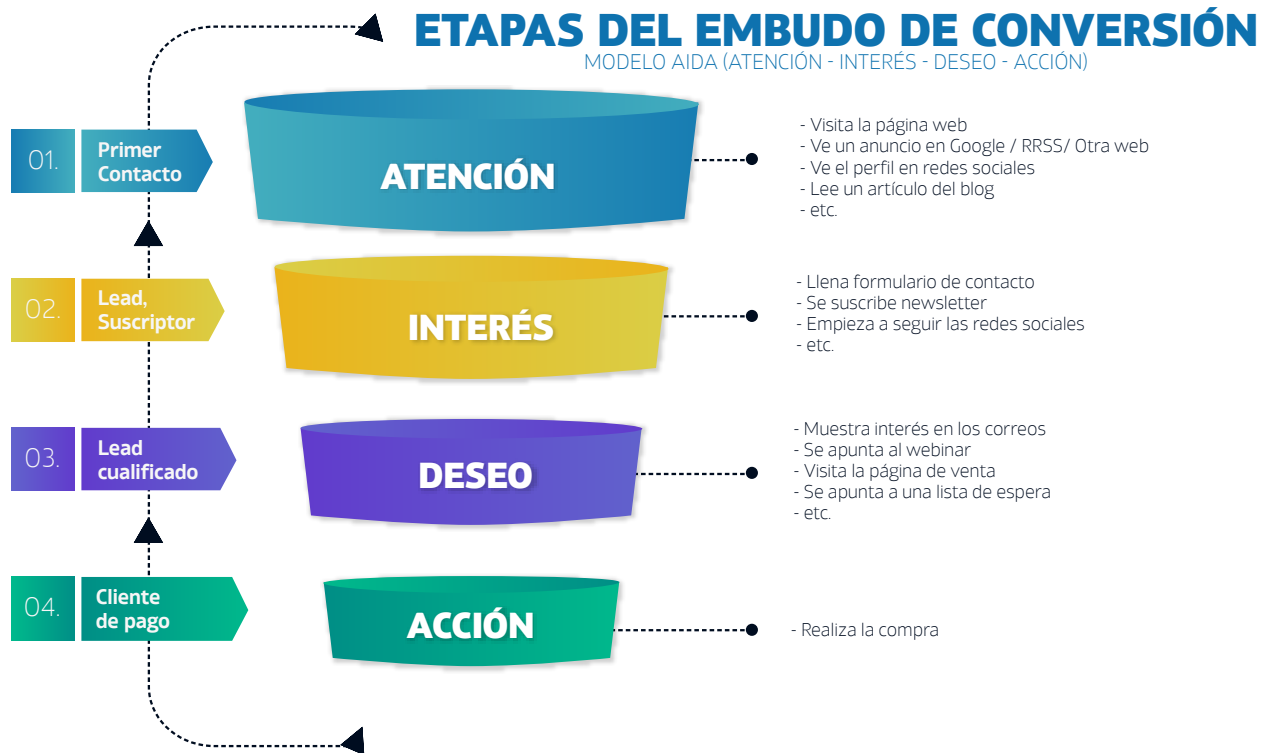 ETAPAS DEL EMBUDO DE CONVERSIÓN
MODELO AIDA (ATENCIÓN - INTERÉS - DESEO - ACCIÓN)
01.
Primer
Contacto
ATENCIÓN
- Visita la página web
- Ve un anuncio en Google / RRSS/ Otra web
- Ve el perfil en redes sociales
- Lee un artículo del blog
- etc.
02.
Lead,
Suscriptor
INTERÉS
- Llena formulario de contacto
- Se suscribe newsletter
- Empieza a seguir las redes sociales
- etc.
03.
Lead
cualificado
DESEO
- Muestra interés en los correos
- Se apunta al webinar
- Visita la página de venta
- Se apunta a una lista de espera
- etc.
04.
Cliente
de pago
ACCIÓN
- Realiza la compra